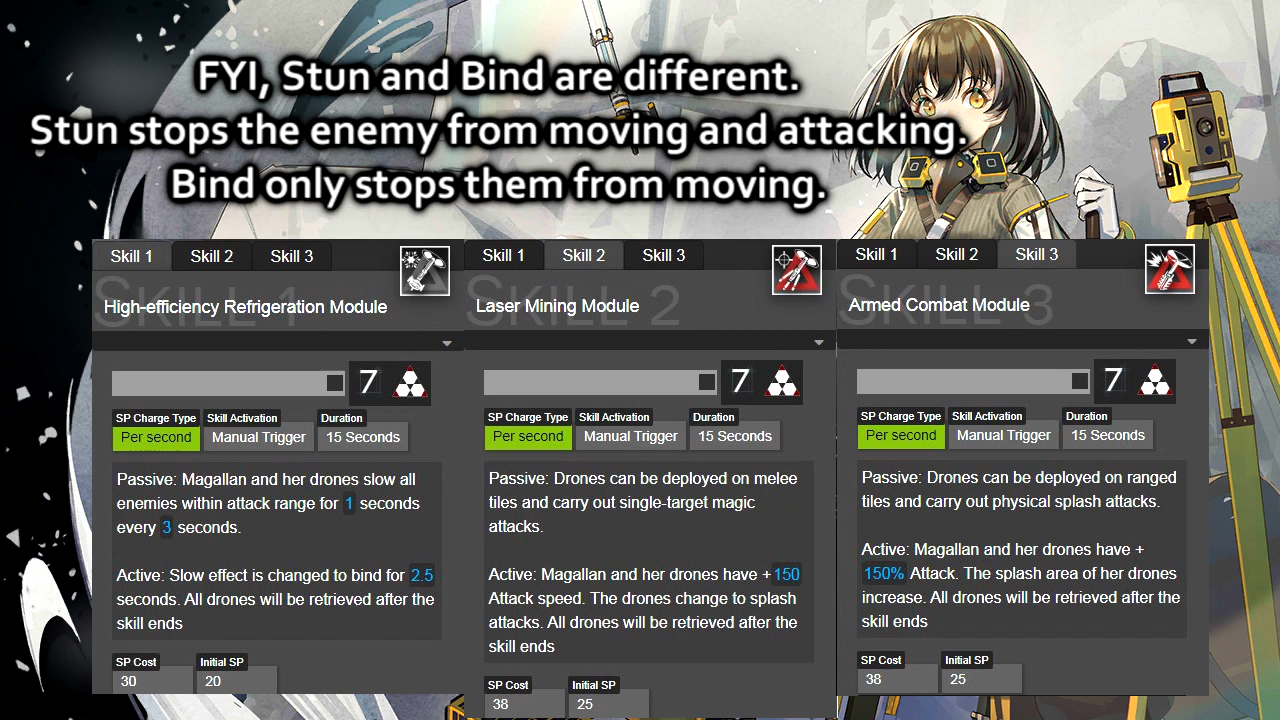 FYI, Stun and Bind are different.
Stun stops the enemy from moving and attacking.
Bind only stops them from moving.
Skill 1 Skill 2 Skill 3
SKILL 1
High-efficiency Refrigeration Module
7
SP Charge Type Skill Activation Duration
Per second Manual Trigger 15 Seconds
Passive: Magallan and her drones slow all
enemies within attack range for 1 seconds
every 3 seconds.
Active: Slow effect is changed to bind for 2.5
seconds. All drones will be retrieved after the
skill ends
SP Cost Initial SP
30 20
Skill 1 Skill 2 Skill 3
SKILL 2
Laser Mining Module
7
SP Charge Type Skill Activation Duration
Per second Manual Trigger 15 Seconds
Passive: Drones can be deployed on melee
tiles and carry out single-target magic
attacks.
Active: Magallan and her drones have +150
Attack speed. The drones change to splash
attacks. All drones will be retrieved after the
skill ends
SP Cost Initial SP
38 25
Skill 1 Skill 2 Skill 3
SKILL 3
Armed Combat Module
7
SP Charge Type Skill Activation Duration
Per second Manual Trigger 15 Seconds
Passive: Drones can be deployed on ranged
tiles and carry out physical splash attacks.
Active: Magallan and her drones have +
150% Attack. The splash area of her drones
increase. All drones will be retrieved after the
skill ends
SP Cost Initial SP
38 25